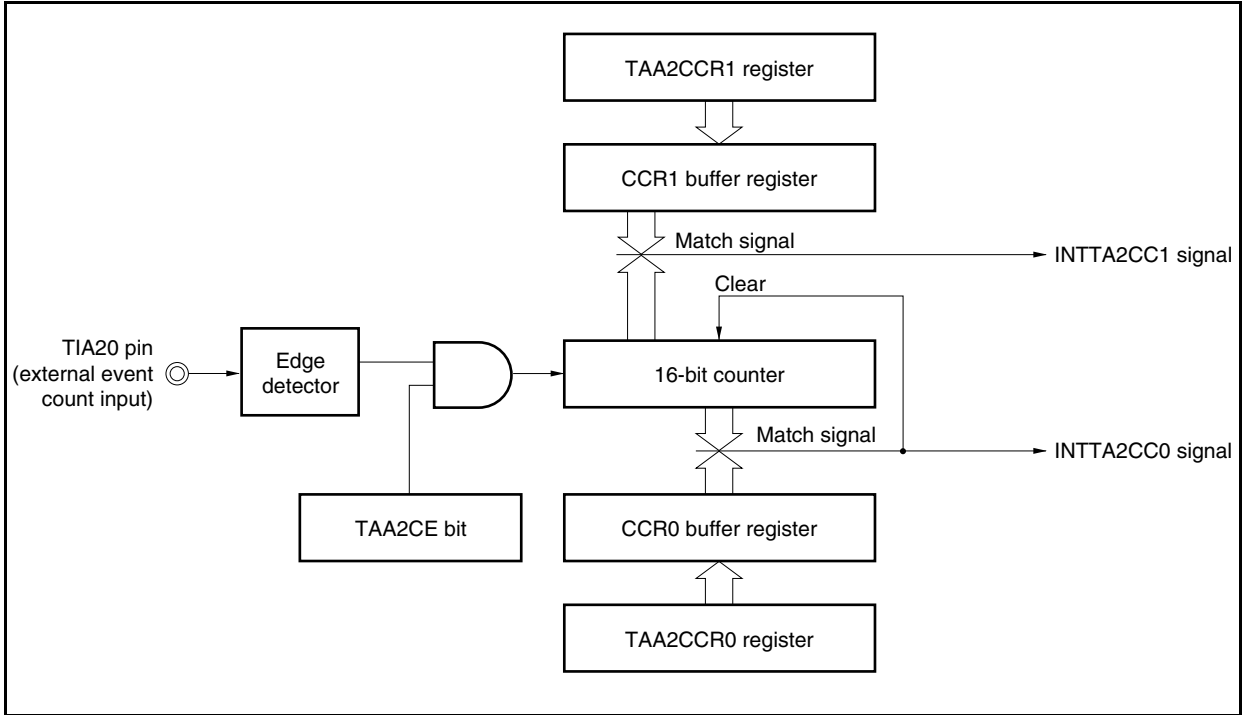 TAA2CCR1 register
CCR1 buffer register
Match signal
INTTA2CC1 signal
Clear
TIA20 pin
(external event
count input)
Edge
detector
16-bit counter
Match signal
INTTA2CC0 signal
TAA2CE bit
CCR0 buffer register
TAA2CCR0 register